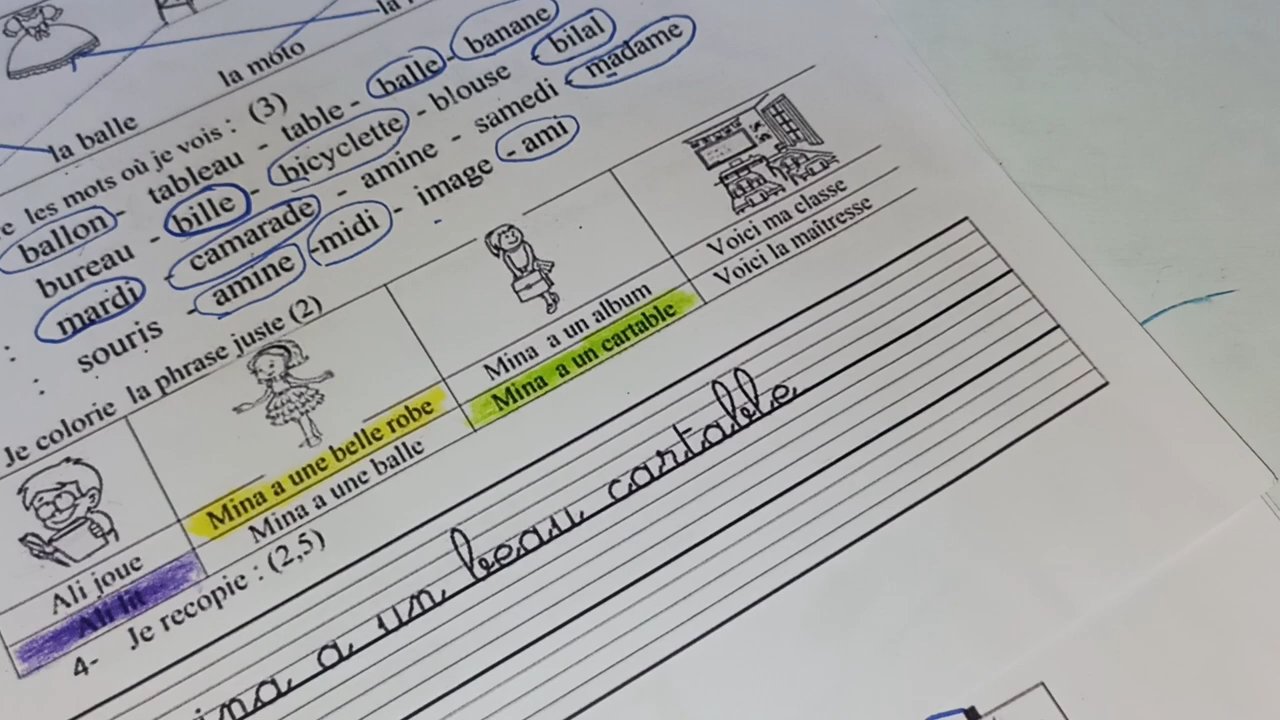 la moto
la balle
les mots où je vois : (3)
ballon - tableau - table - balle - banane
bureau - bille - bicyclette - blouse - bilal
mardi - camarade - amine - samedi - madame
: souris - amine - midi - image - ami
Je colorie la phrase juste (2)
Ali joue
Ali lit
Mina a une belle robe
Mina a une balle
Mina a un album
Mina a un cartable
Voici ma classe
Voici la maîtresse
4- Je recopie : (2,5)
a un beau cartable